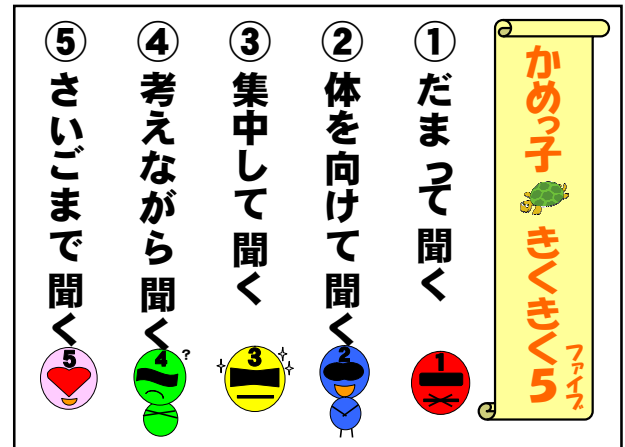 かめっ子 きくきく5
ファイブ
①だまって聞く
②体を向けて聞く
③集中して聞く
④考えながら聞く
⑤さいごまで聞く
1
2
3
4
?
5